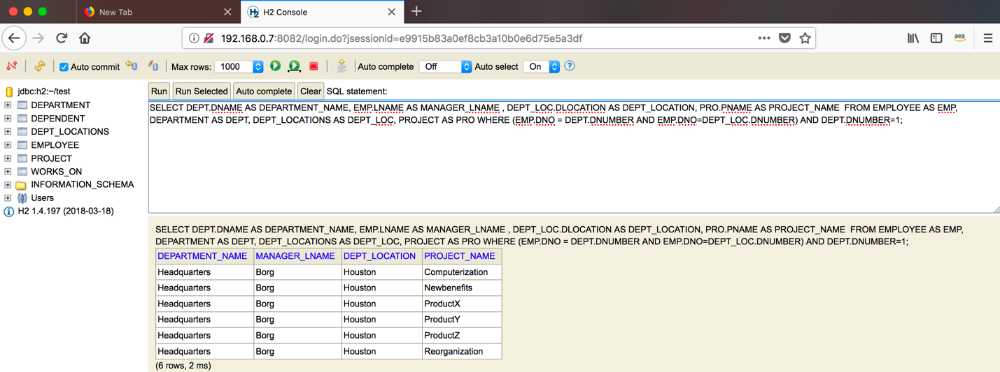 New Tab
H2 Console
192.168.0.7:8082/login.do?jsessionid=e9915b83a0ef8cb3a10b0e6d75e5a3df
aea
Auto commit Max rows: 1000 Auto complete Off Auto select On
jdbc:h2:~/test
DEPARTMENT
DEPENDENT
DEPT_LOCATIONS
EMPLOYEE
PROJECT
WORKS_ON
INFORMATION_SCHEMA
Users
H2 1.4.197 (2018-03-18)
Run Run Selected Auto complete Clear SQL statement:
SELECT DEPT.DNAME AS DEPARTMENT_NAME, EMP.LNAME AS MANAGER_LNAME , DEPT_LOC.DLOCATION AS DEPT_LOCATION, PRO.PNAME AS PROJECT_NAME  FROM EMPLOYEE AS EMP,
DEPARTMENT AS DEPT, DEPT_LOCATIONS AS DEPT_LOC, PROJECT AS PRO WHERE (EMP.DNO = DEPT.DNUMBER AND EMP.DNO=DEPT_LOC.DNUMBER) AND DEPT.DNUMBER=1;
SELECT DEPT.DNAME AS DEPARTMENT_NAME, EMP.LNAME AS MANAGER_LNAME , DEPT_LOC.DLOCATION AS DEPT_LOCATION, PRO.PNAME AS PROJECT_NAME  FROM EMPLOYEE AS EMP,
DEPARTMENT AS DEPT, DEPT_LOCATIONS AS DEPT_LOC, PROJECT AS PRO WHERE (EMP.DNO = DEPT.DNUMBER AND EMP.DNO=DEPT_LOC.DNUMBER) AND DEPT.DNUMBER=1;
DEPARTMENT_NAME MANAGER_LNAME DEPT_LOCATION PROJECT_NAME
Headquarters Borg Houston Computerization
Headquarters Borg Houston Newbenefits
Headquarters Borg Houston ProductX
Headquarters Borg Houston ProductY
Headquarters Borg Houston ProductZ
Headquarters Borg Houston Reorganization
(6 rows, 2 ms)